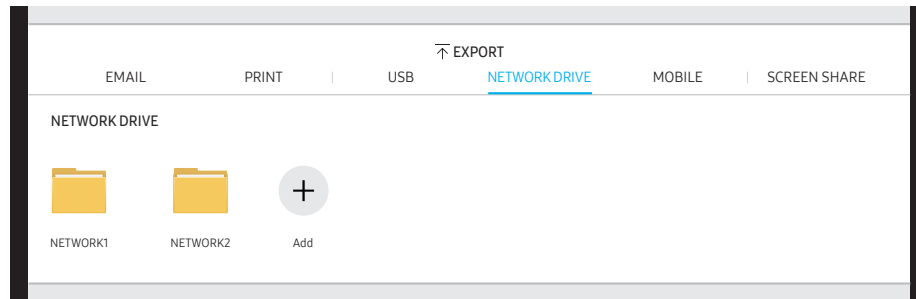 EXPORT
EMAIL PRINT USB NETWORK DRIVE MOBILE SCREEN SHARE
NETWORK DRIVE
NETWORK1 NETWORK2 Add